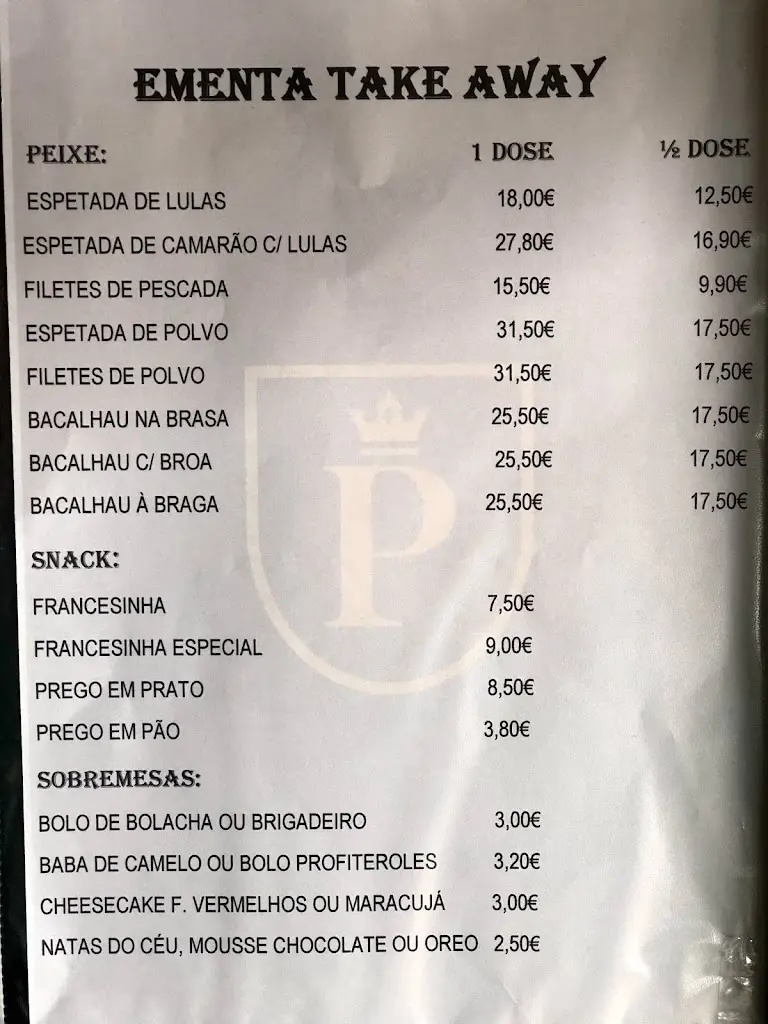 EMENTA TAKE AWAY
PEIXE: 1 DOSE ½ DOSE
ESPETADA DE LULAS 18,00€ 12,50€
ESPETADA DE CAMARÃO C/ LULAS 27,80€ 16,90€
FILETES DE PESCADA 15,50€ 9,90€
ESPETADA DE POLVO 31,50€ 17,50€
FILETES DE POLVO 31,50€ 17,50€
BACALHAU NA BRASA 25,50€ 17,50€
BACALHAU C/ BROA 25,50€ 17,50€
BACALHAU À BRAGA 25,50€ 17,50€
P
SNACK:
FRANCESINHA 7,50€
FRANCESINHA ESPECIAL 9,00€
PREGO EM PRATO 8,50€
PREGO EM PÃO 3,80€
SOBREMESAS:
BOLO DE BOLACHA OU BRIGADEIRO 3,00€
BABA DE CAMELO OU BOLO PROFITEROLES 3,20€
CHEESECAKE F. VERMELHOS OU MARACUJÁ 3,00€
NATAS DO CÉU, MOUSSE CHOCOLATE OU OREO 2,50€